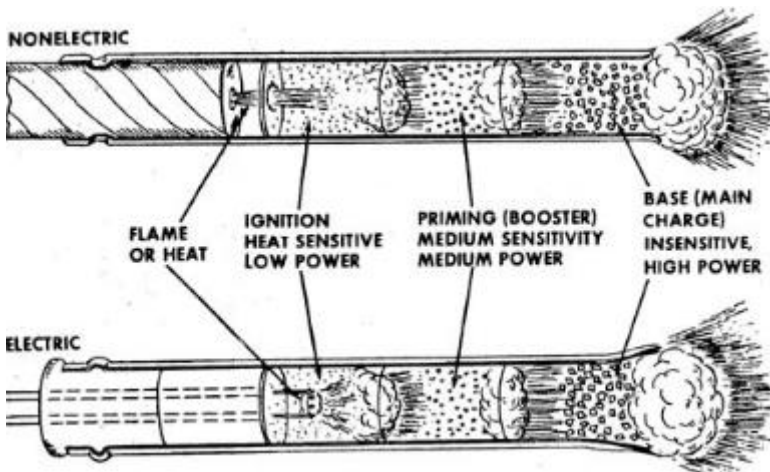 NONELECTRIC
FLAME
OR HEAT
IGNITION
HEAT SENSITIVE
LOW POWER
PRIMING (BOOSTER)
MEDIUM SENSITIVITY
MEDIUM POWER
BASE (MAIN
CHARGE)
INSENSITIVE,
HIGH POWER
ELECTRIC